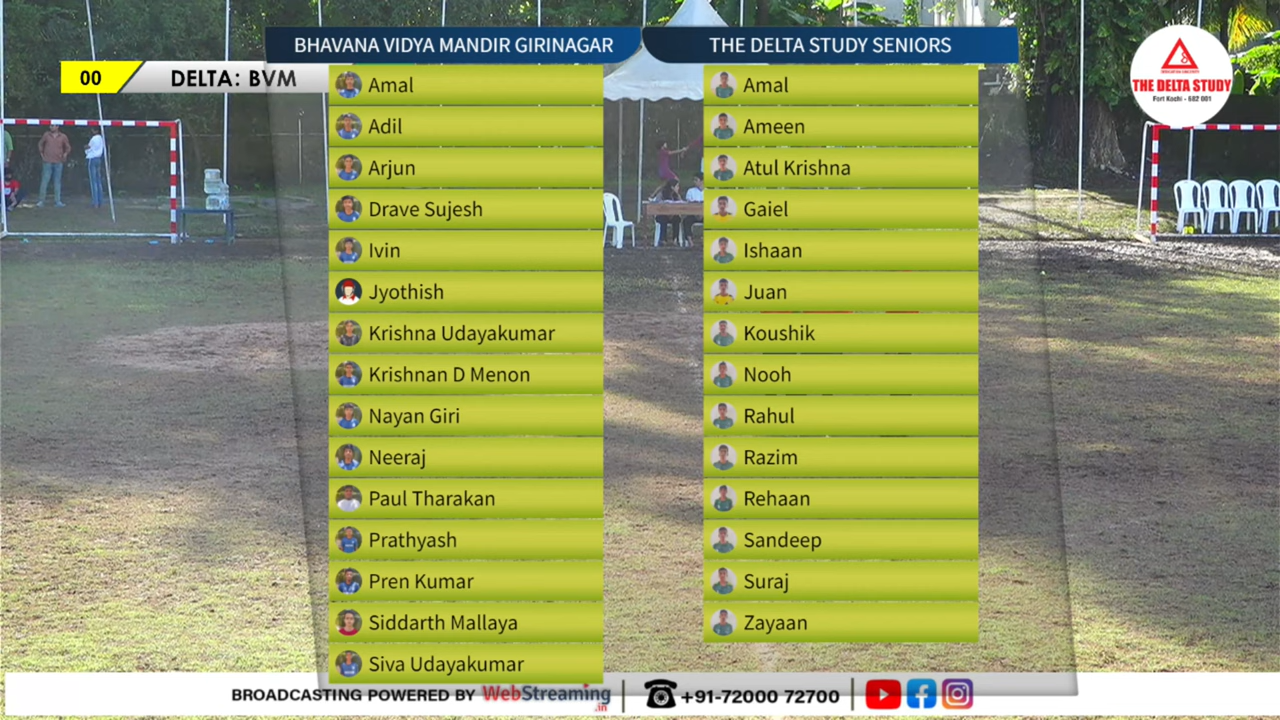 BHAVANA VIDYA MANDIR GIRINAGAR
THE DELTA STUDY SENIORS
00
DELTA: BVM
THE DELTA STUDY
Fort Kochi - 682 001
Amal
Adil
Arjun
Drave Sujesh
Ivin
Jyothish
Krishna Udayakumar
Krishnan D Menon
Nayan Giri
Neeraj
Paul Tharakan
Prathyash
Pren Kumar
Siddarth Mallaya
Siva Udayakumar
Amal
Ameen
Atul Krishna
Gaiel
Ishaan
Juan
Koushik
Nooh
Rahul
Razim
Rehaan
Sandeep
Suraj
Zayaan
BROADCASTING POWERED BY WebStreaming.in
+91-72000 72700